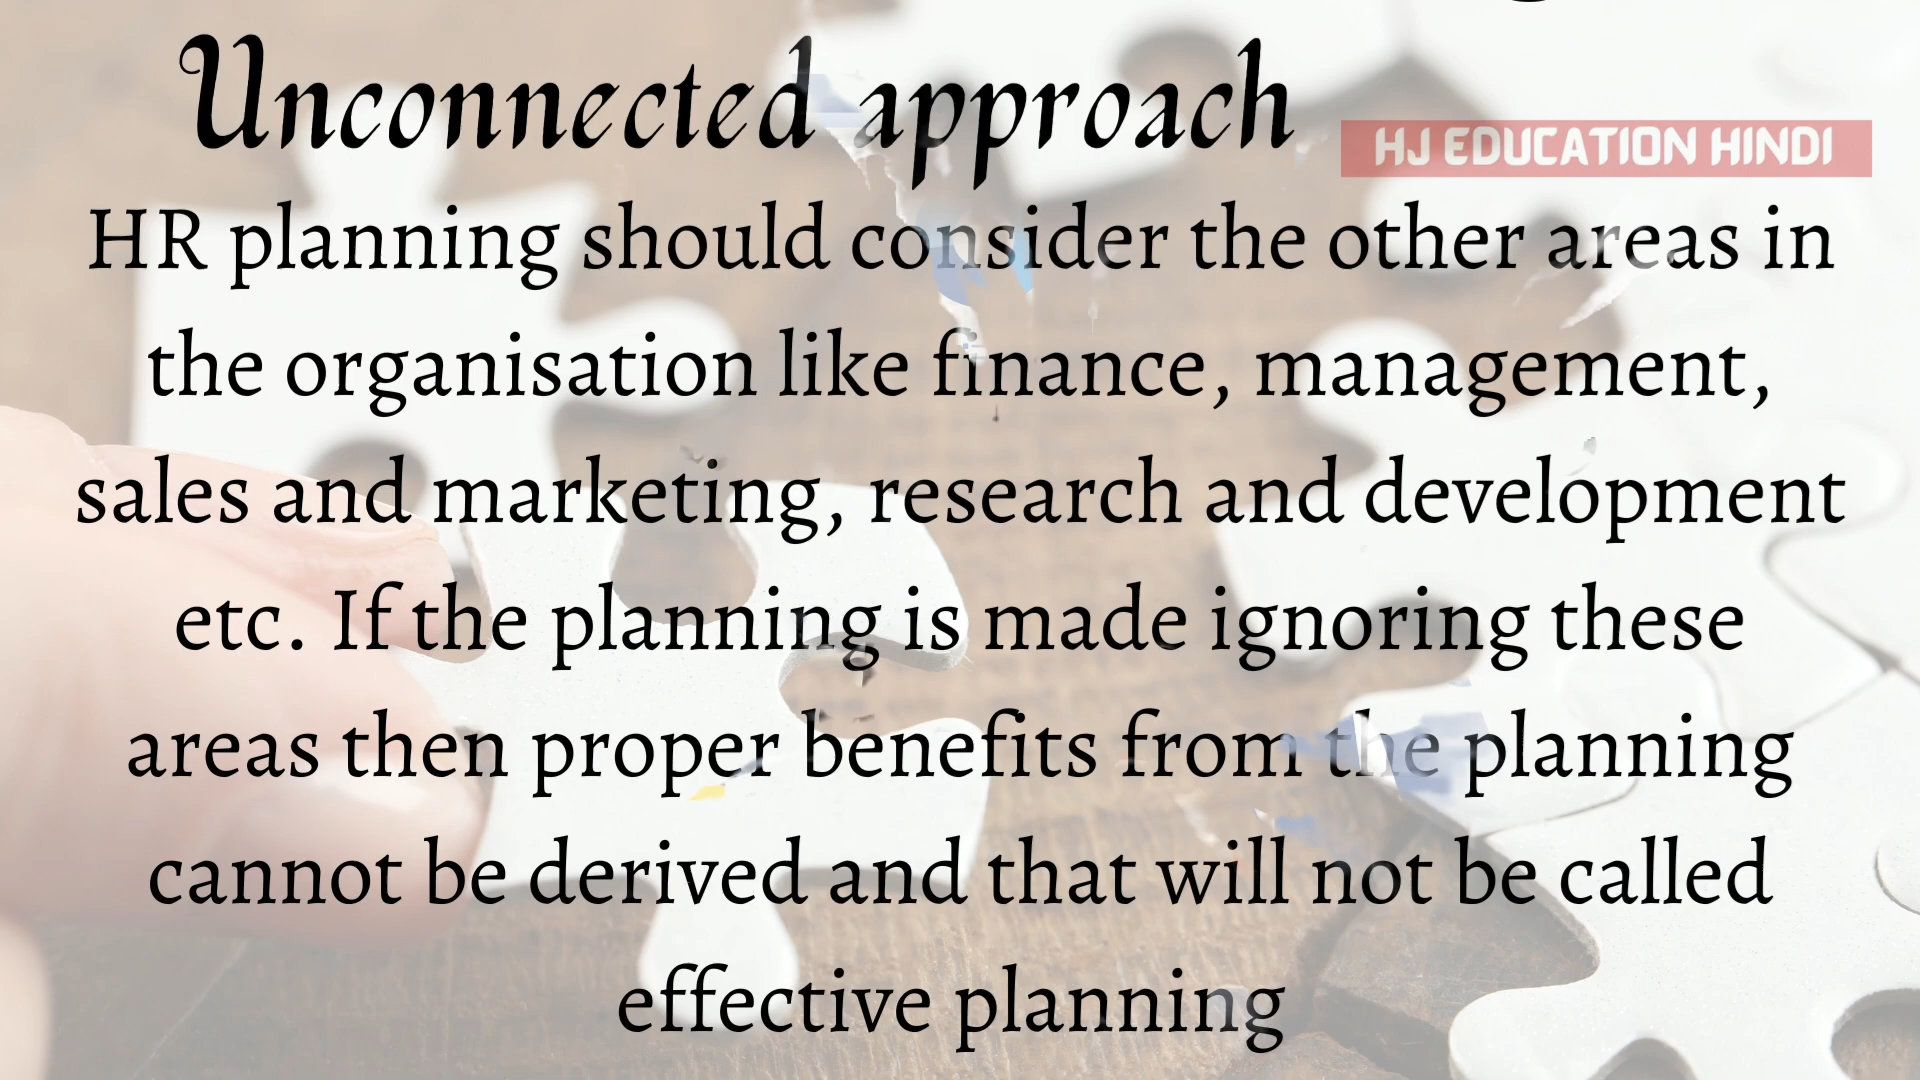 Unconnected approach
HJ EDUCATION HINDI
HR planning should consider the other areas in
the organisation like finance, management,
sales and marketing, research and development
etc. If the planning is made ignoring these
areas then proper benefits from the planning
cannot be derived and that will not be called
effective planning